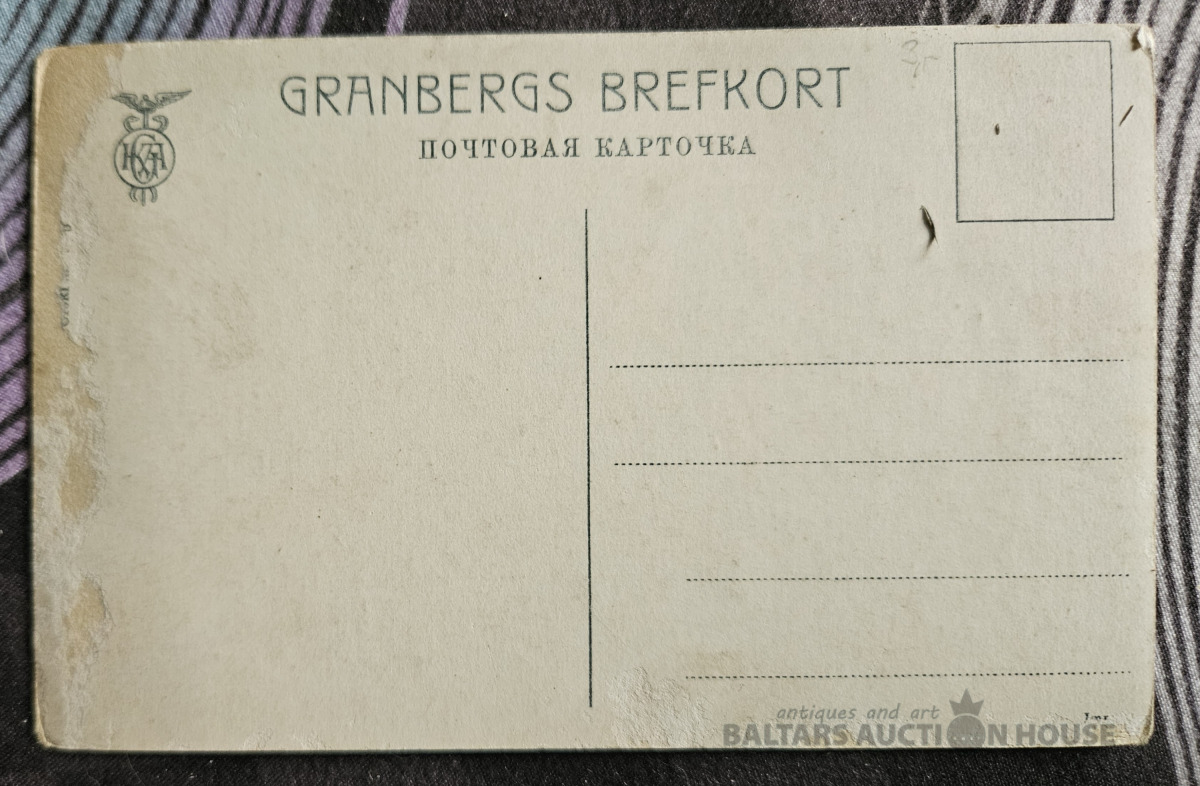 GRANBERGS BREFKORT
ПОЧТОВАЯ КАРТОЧКА
antiques and art
BALTARS AUCTION HOUSE